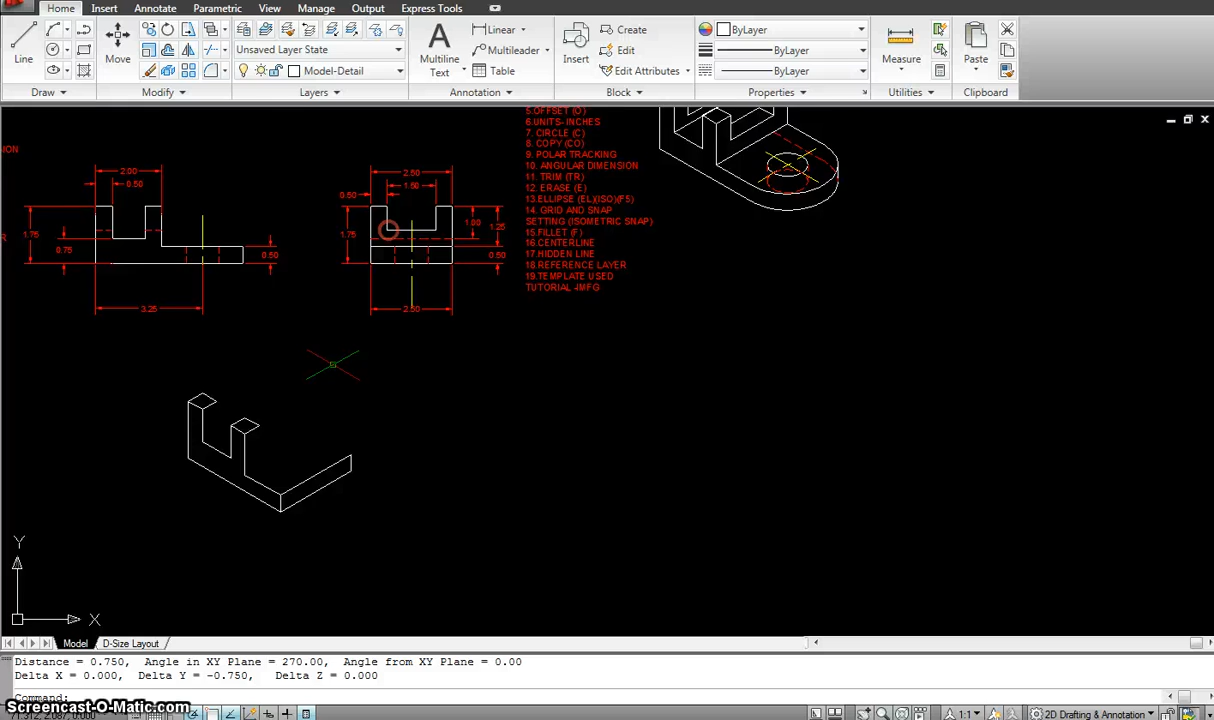 Home Insert Annotate Parametric View Manage Output Express Tools
Line
Move
Unsaved Layer State
Model-Detail
Multiline
Text
Linear
Multileader
Table
Insert
Create
Edit
Edit Attributes
ByLayer
ByLayer
ByLayer
Measure
Paste
Draw Modify Layers Annotation Block Properties Utilities Clipboard
5.OFFSET (O)
6.UNITS- INCHES
7. CIRCLE (C)
8. COPY (CO)
9. POLAR TRACKING
10. ANGULAR DIMENSION
11. TRIM (TR)
12. ERASE (E)
13.ELLIPSE (EL)(ISO)(F5)
14. GRID AND SNAP
SETTING (ISOMETRIC SNAP)
15.FILLET (F)
16.CENTERLINE
17.HIDDEN LINE
18.REFERENCE LAYER
19.TEMPLATE USED
TUTORIAL -IMFG
ION
R
2.00
0.50
1.75
0.75
0.50
3.25
2.50
1.50
0.50
1.75
1.00
1.25
0.50
2.50
Y
X
Model D-Size Layout
Distance = 0.750, Angle in XY Plane = 270.00, Angle from XY Plane = 0.00
Delta X = 0.000, Delta Y = -0.750, Delta Z = 0.000
Command:
Screencast-O-Matic.com
1:1
2D Drafting & Annotation